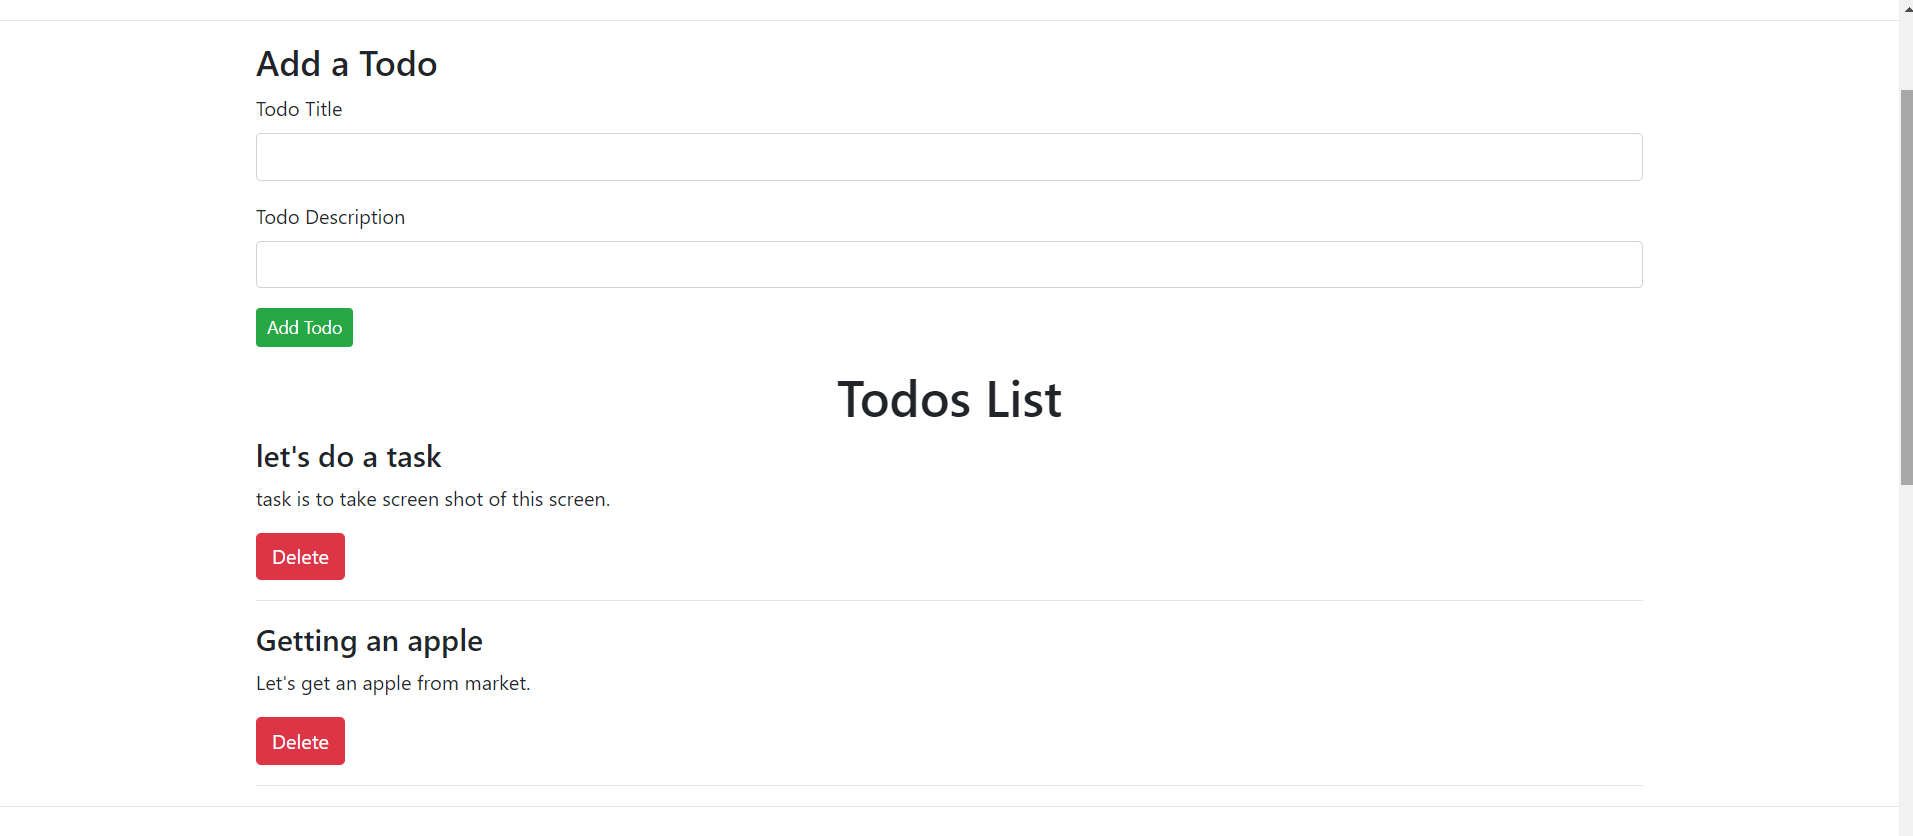 Add a Todo
Todo Title
Todo Description
Add Todo
Todos List
let's do a task
task is to take screen shot of this screen.
Delete
Getting an apple
Let's get an apple from market.
Delete